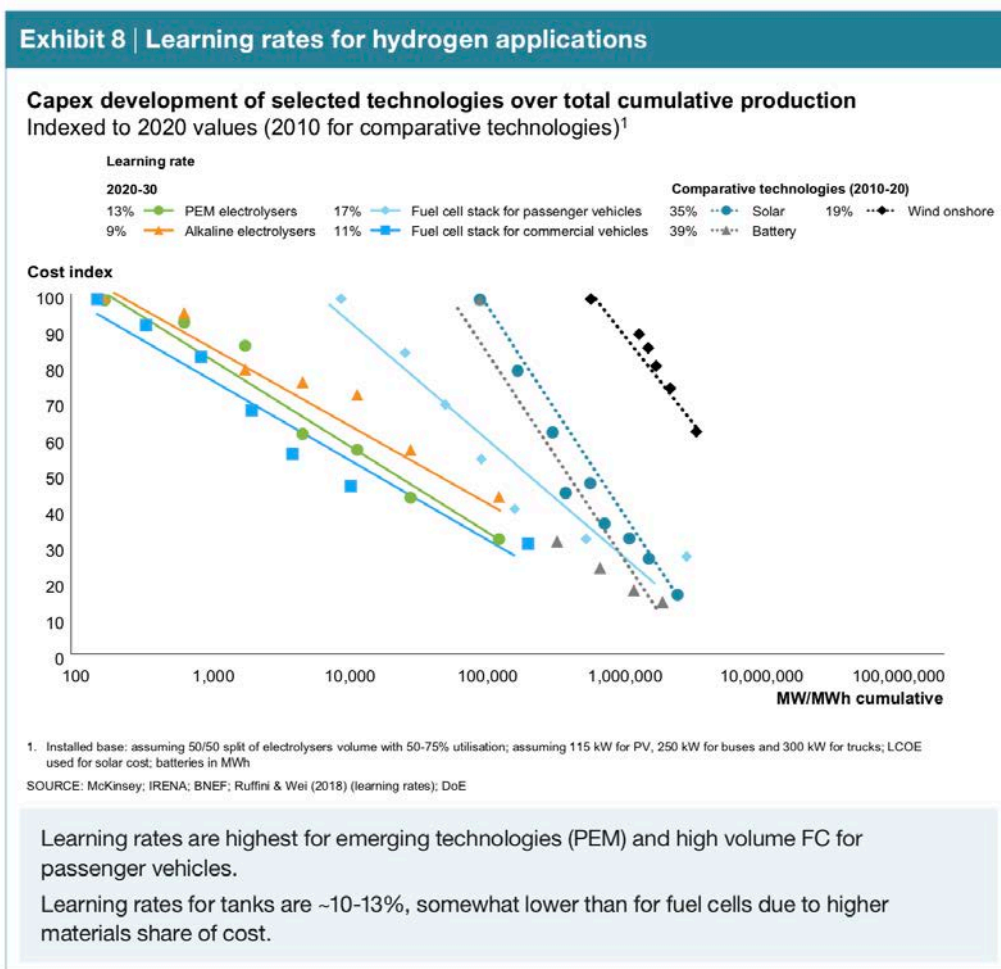 Exhibit 8 | Learning rates for hydrogen applications
Capex development of selected technologies over total cumulative production
Indexed to 2020 values (2010 for comparative technologies)1
Learning rate
2020-30
Comparative technologies (2010-20)
13% PEM electrolysers 17% Fuel cell stack for passenger vehicles 35% Solar 19% Wind onshore
9% Alkaline electrolysers 11% Fuel cell stack for commercial vehicles 39% Battery
Cost index
100
90
80
70
60
50
40
30
20
10
0
100 1,000 10,000 100,000 1,000,000 10,000,000 100,000,000
MW/MWh cumulative
1. Installed base: assuming 50/50 split of electrolysers volume with 50-75% utilisation; assuming 115 kW for PV, 250 kW for buses and 300 kW for trucks; LCOE
used for solar cost; batteries in MWh
SOURCE: McKinsey; IRENA; BNEF; Ruffini & Wei (2018) (learning rates); DoE
Learning rates are highest for emerging technologies (PEM) and high volume FC for
passenger vehicles.
Learning rates for tanks are ~10-13%, somewhat lower than for fuel cells due to higher
materials share of cost.